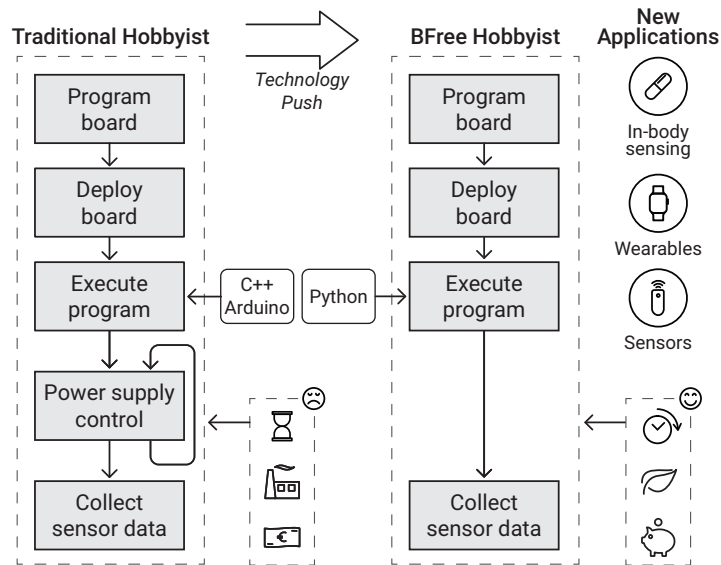 Traditional Hobbyist
Technology
Push
BFree Hobbyist
New
Applications
Program
board
Deploy
board
Execute
program
Power supply
control
Collect
sensor data
C++
Arduino
Python
€
Program
board
Deploy
board
Execute
program
Collect
sensor data
In-body
sensing
Wearables
Sensors